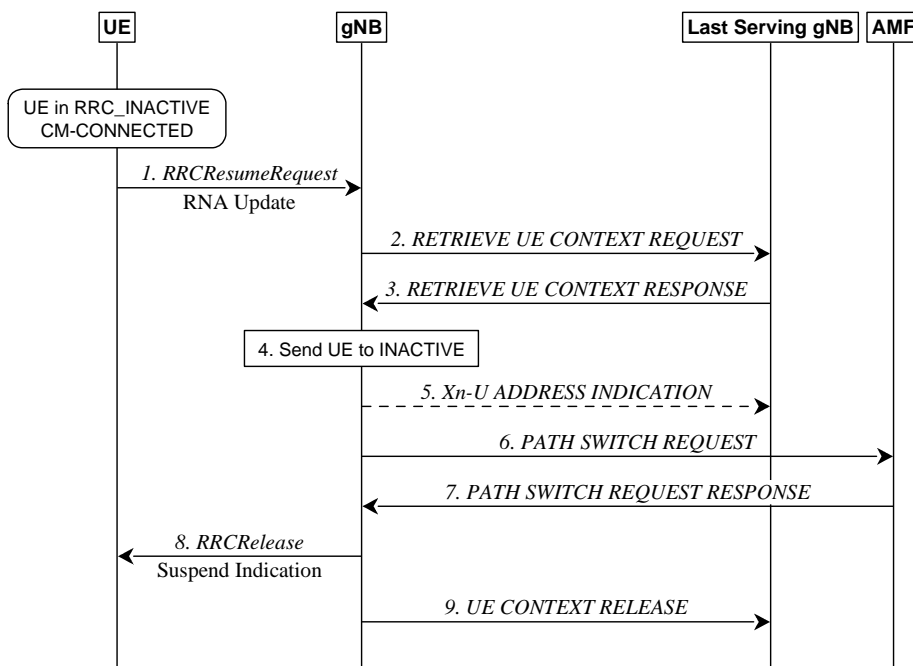 UE
gNB
Last Serving gNB
AMF
UE in RRC_INACTIVE
CM-CONNECTED
1. RRCResumeRequest
RNA Update
2. RETRIEVE UE CONTEXT REQUEST
3. RETRIEVE UE CONTEXT RESPONSE
4. Send UE to INACTIVE
5. Xn-U ADDRESS INDICATION
6. PATH SWITCH REQUEST
7. PATH SWITCH REQUEST RESPONSE
8. RRCRelease
Suspend Indication
9. UE CONTEXT RELEASE